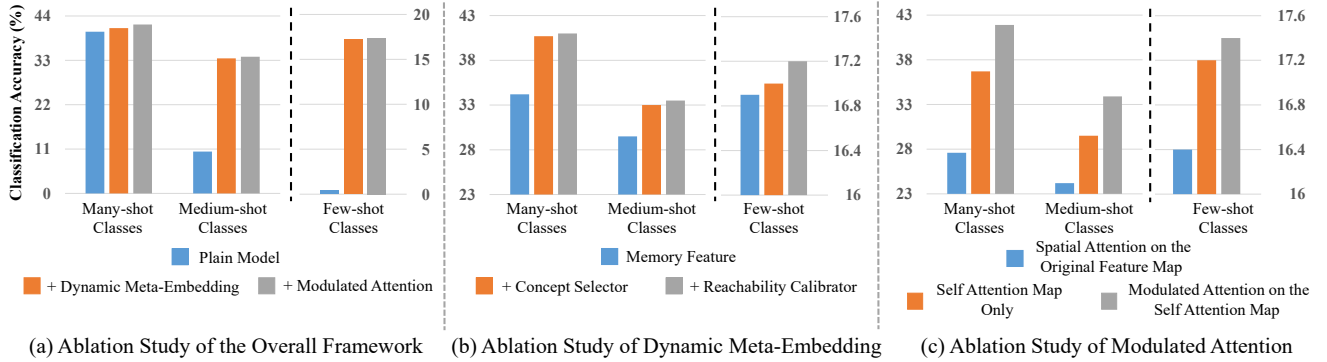 Classification Accuracy (%)
44
33
22
11
0
20
15
10
5
0
Many-shot
Classes
Medium-shot
Classes
Few-shot
Classes
Plain Model
+ Dynamic Meta-Embedding
+ Modulated Attention
(a) Ablation Study of the Overall Framework
43
38
33
28
23
17.6
17.2
16.8
16.4
16
Many-shot
Classes
Medium-shot
Classes
Few-shot
Classes
Memory Feature
+ Concept Selector
+ Reachability Calibrator
(b) Ablation Study of Dynamic Meta-Embedding
43
38
33
28
23
17.6
17.2
16.8
16.4
16
Many-shot
Classes
Medium-shot
Classes
Few-shot
Classes
Spatial Attention on the
Original Feature Map
Self Attention Map
Only
Modulated Attention on the
Self Attention Map
(c) Ablation Study of Modulated Attention